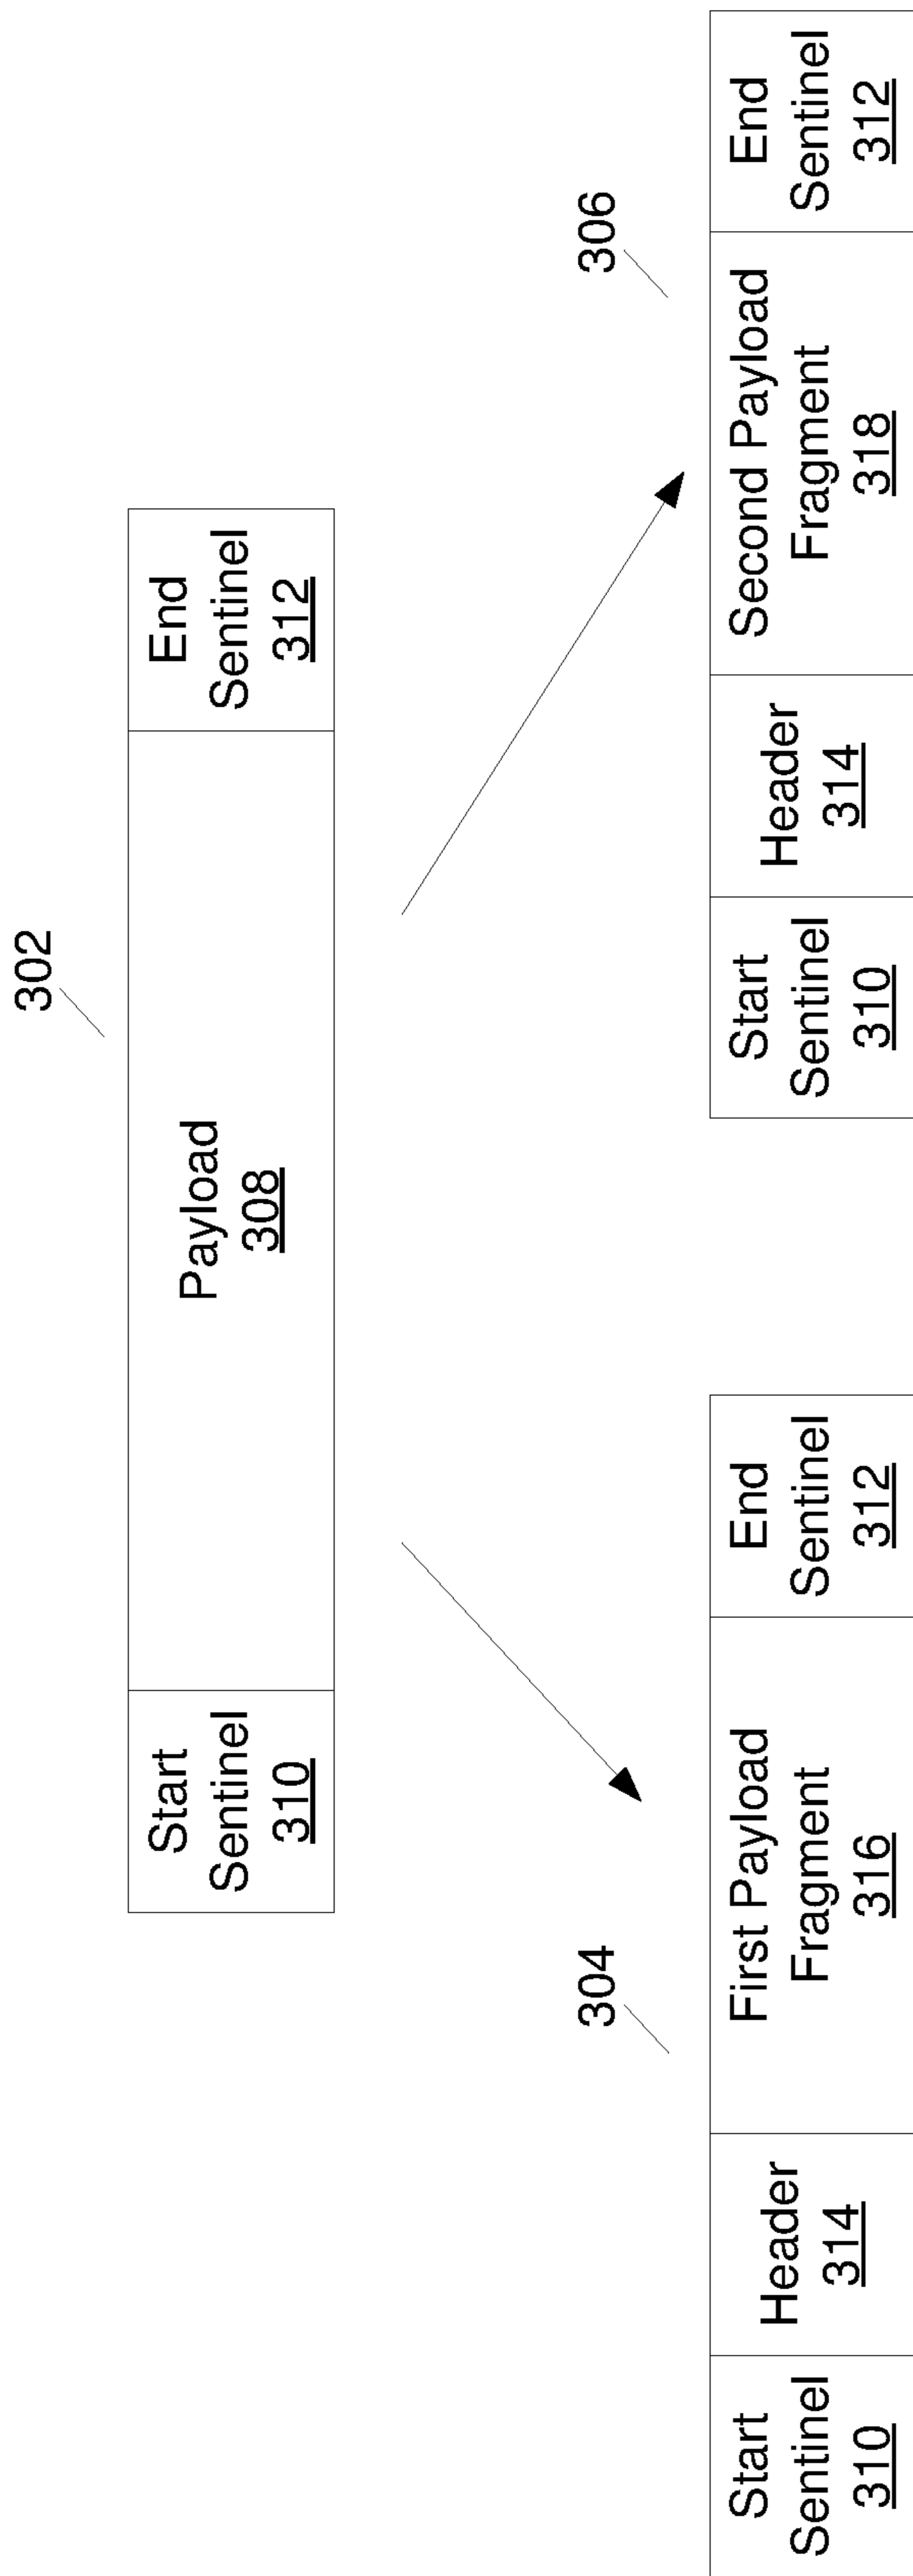 302
Start
Sentinel
310
Payload
308
End
Sentinel
312
304
306
Start
Sentinel
310
Header
314
First Payload
Fragment
316
End
Sentinel
312
Start
Sentinel
310
Header
314
Second Payload
Fragment
318
End
Sentinel
312